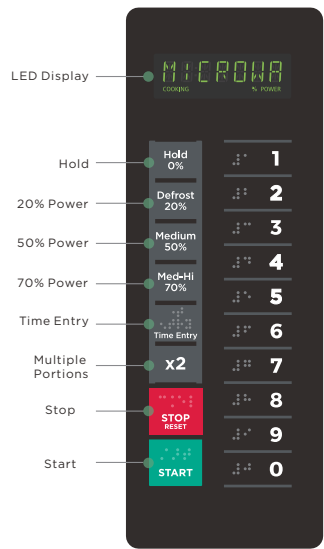 LED Display
MICROWA
COOKING % POWER
Hold
Hold
0%
1
20% Power
Defrost
20%
2
50% Power
Medium
50%
3
4
70% Power
Med-Hi
70%
5
Time Entry
Time Entry
6
Multiple
Portions
x2
7
Stop
STOP
RESET
8
9
Start
START
0